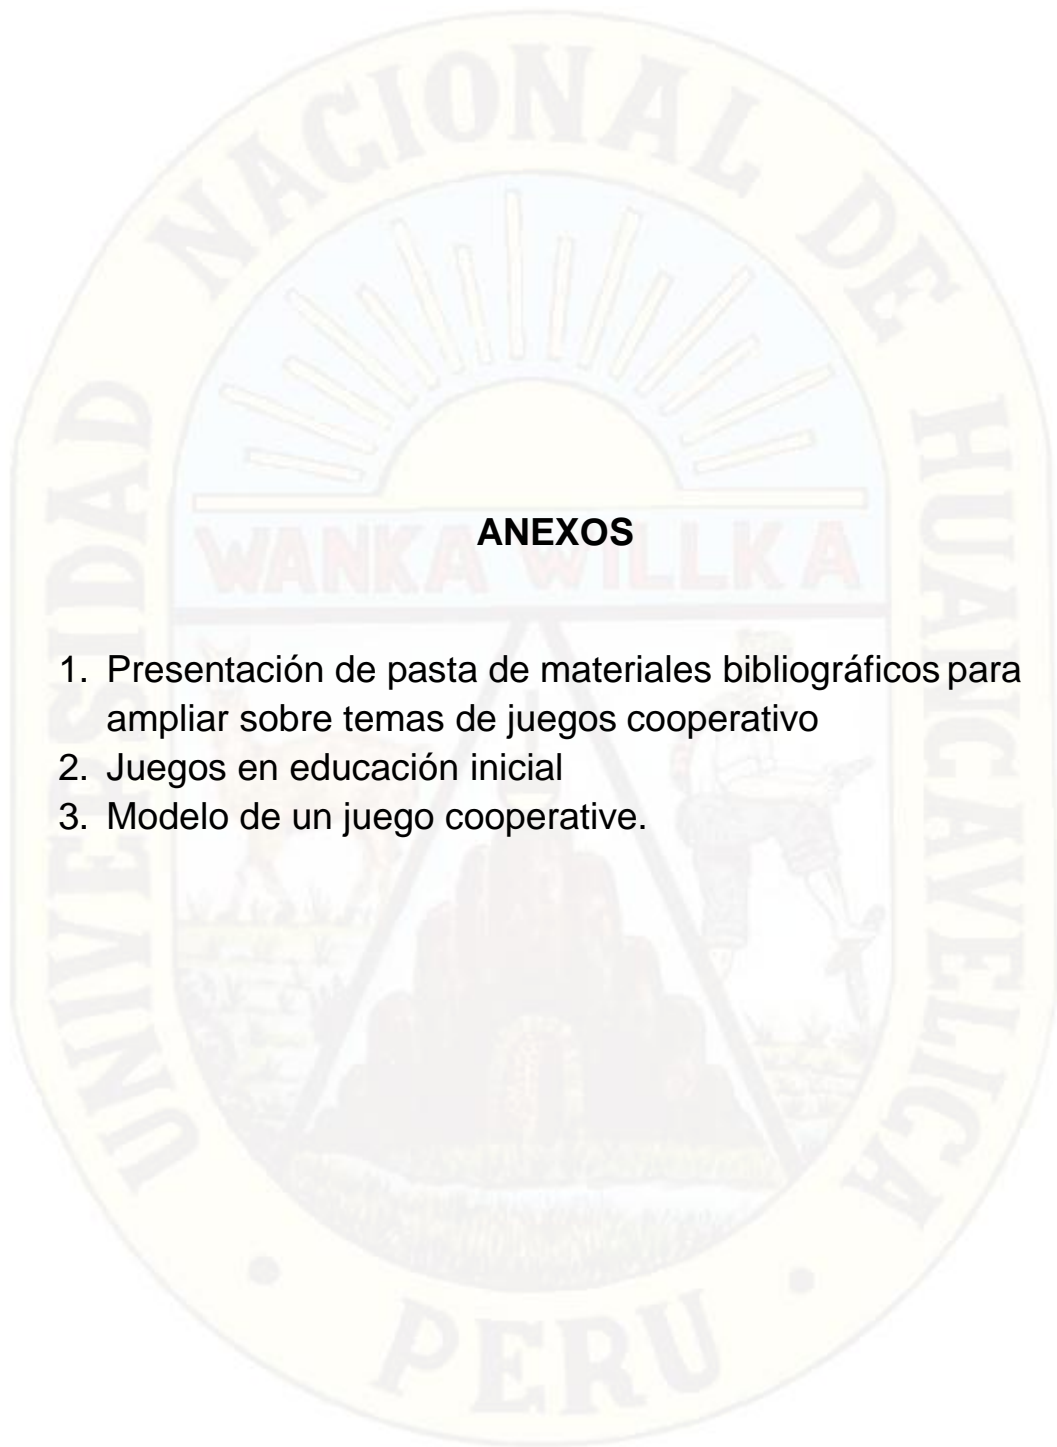 UNIVERSIDAD NACIONAL DE HUANCAVELICA
WANKA WILLKA
ANEXOS
1. Presentación de pasta de materiales bibliográficos para
ampliar sobre temas de juegos cooperativo
2. Juegos en educación inicial
3. Modelo de un juego cooperative.
PERU